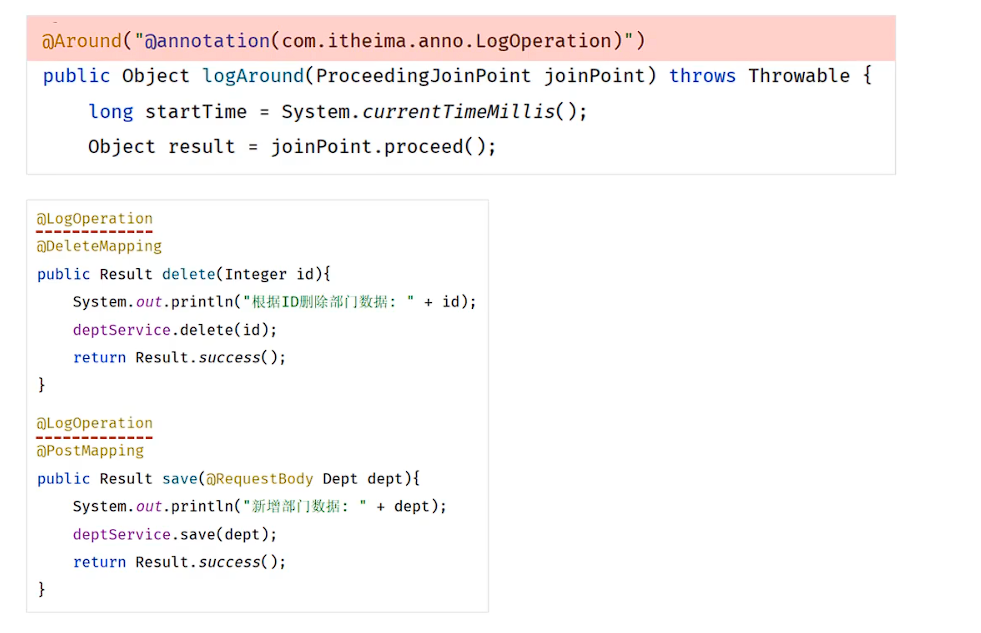 @Around("@annotation(com.itheima.anno.LogOperation)")
public Object logAround(ProceedingJoinPoint joinPoint) throws Throwable {
    long startTime = System.currentTimeMillis();
    Object result = joinPoint.proceed();
@LogOperation
@DeleteMapping
public Result delete(Integer id){
    System.out.println("根据ID删除部门数据: " + id);
    deptService.delete(id);
    return Result.success();
}
@LogOperation
@PostMapping
public Result save(@RequestBody Dept dept){
    System.out.println("新增部门数据: " + dept);
    deptService.save(dept);
    return Result.success();
}